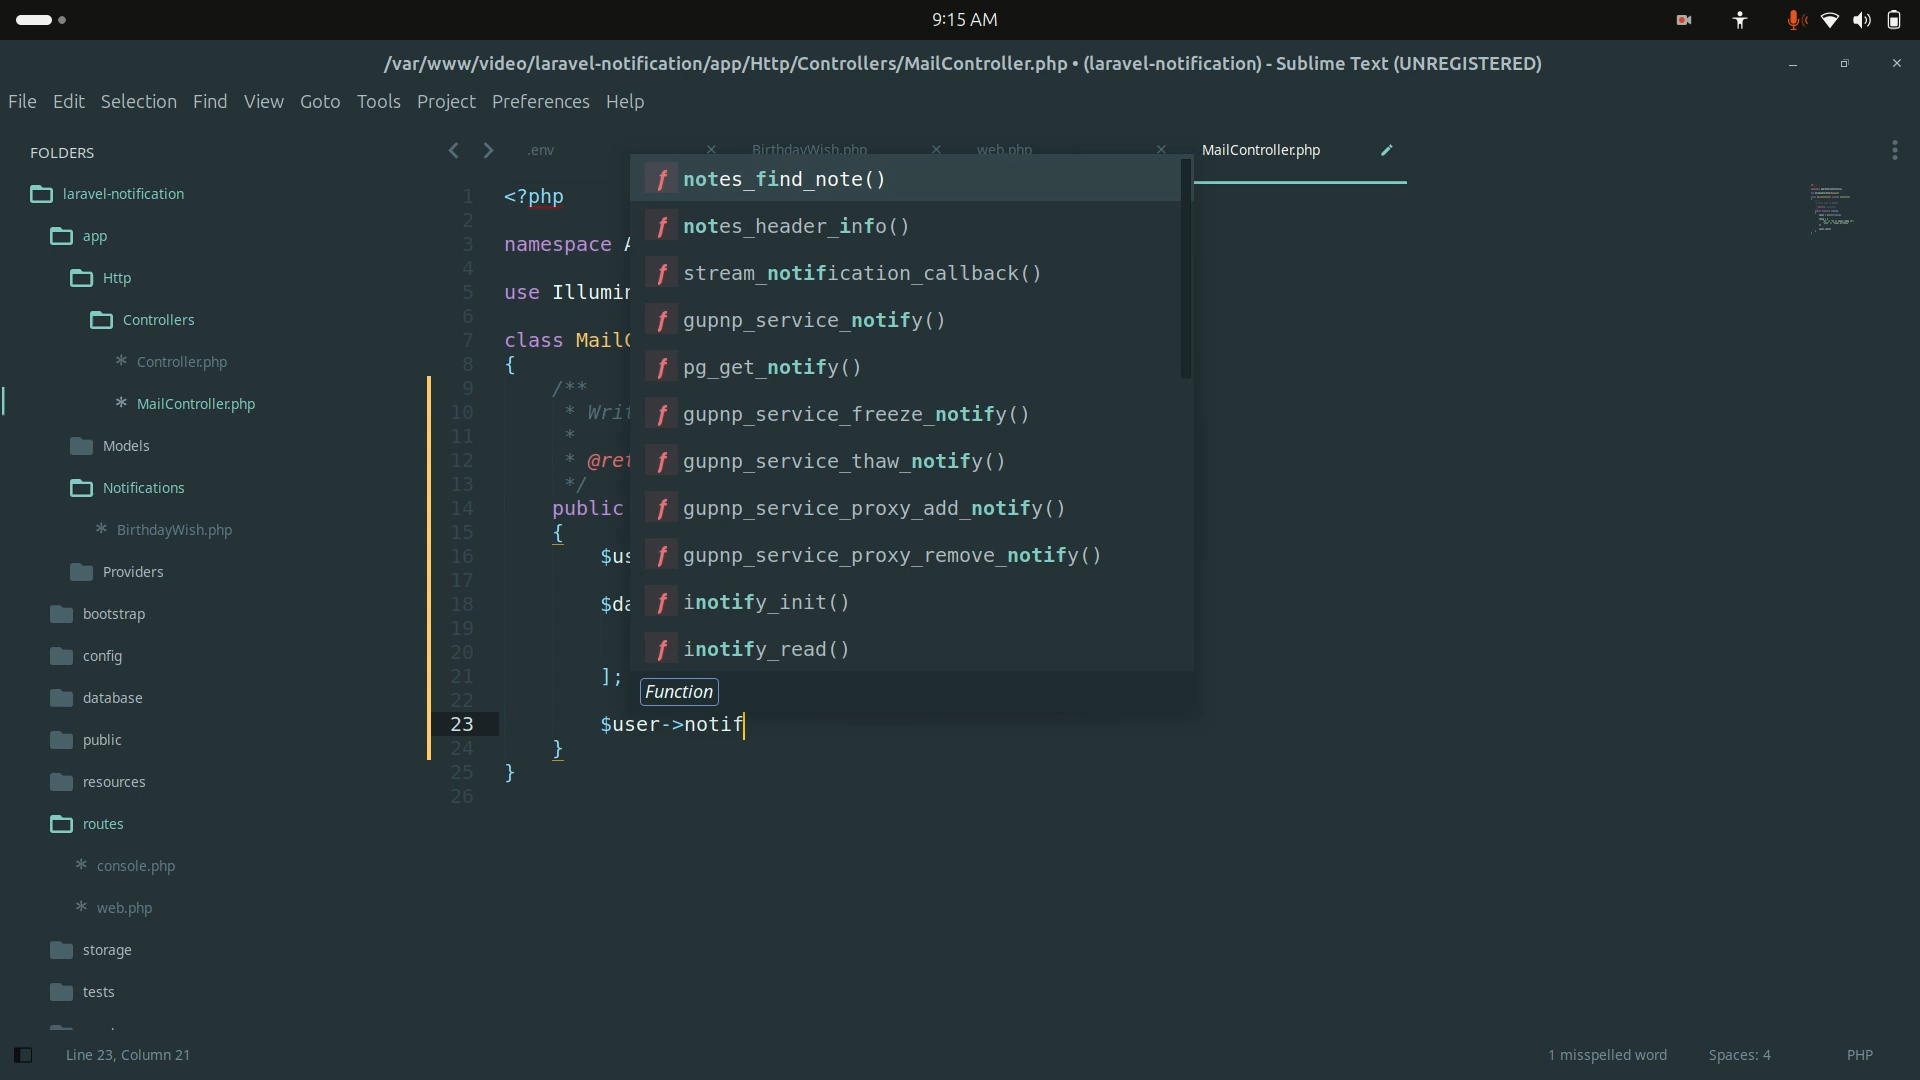 9:15 AM
/var/www/video/laravel-notification/app/Http/Controllers/MailController.php • (laravel-notification) - Sublime Text (UNREGISTERED)
File Edit Selection Find View Goto Tools Project Preferences Help
FOLDERS
laravel-notification
app
Http
Controllers
Controller.php
MailController.php
Models
Notifications
BirthdayWish.php
Providers
bootstrap
config
database
public
resources
routes
console.php
web.php
storage
tests
.env BirthdayWish.php web.php MailController.php
1 <?php
2
3 namespace A
4
5 use Illumin
6
7 class MailC
8 {
9 /**
10 * Writ
11 *
12 * @ret
13 */
14 public
15 {
16 $us
17
18 $da
19
20
21 ];
22
23 $user->notif
24 }
25 }
26
notes_find_note()
notes_header_info()
stream_notification_callback()
gupnp_service_notify()
pg_get_notify()
gupnp_service_freeze_notify()
gupnp_service_thaw_notify()
gupnp_service_proxy_add_notify()
gupnp_service_proxy_remove_notify()
inotify_init()
inotify_read()
Function
Line 23, Column 21
1 misspelled word Spaces: 4 PHP